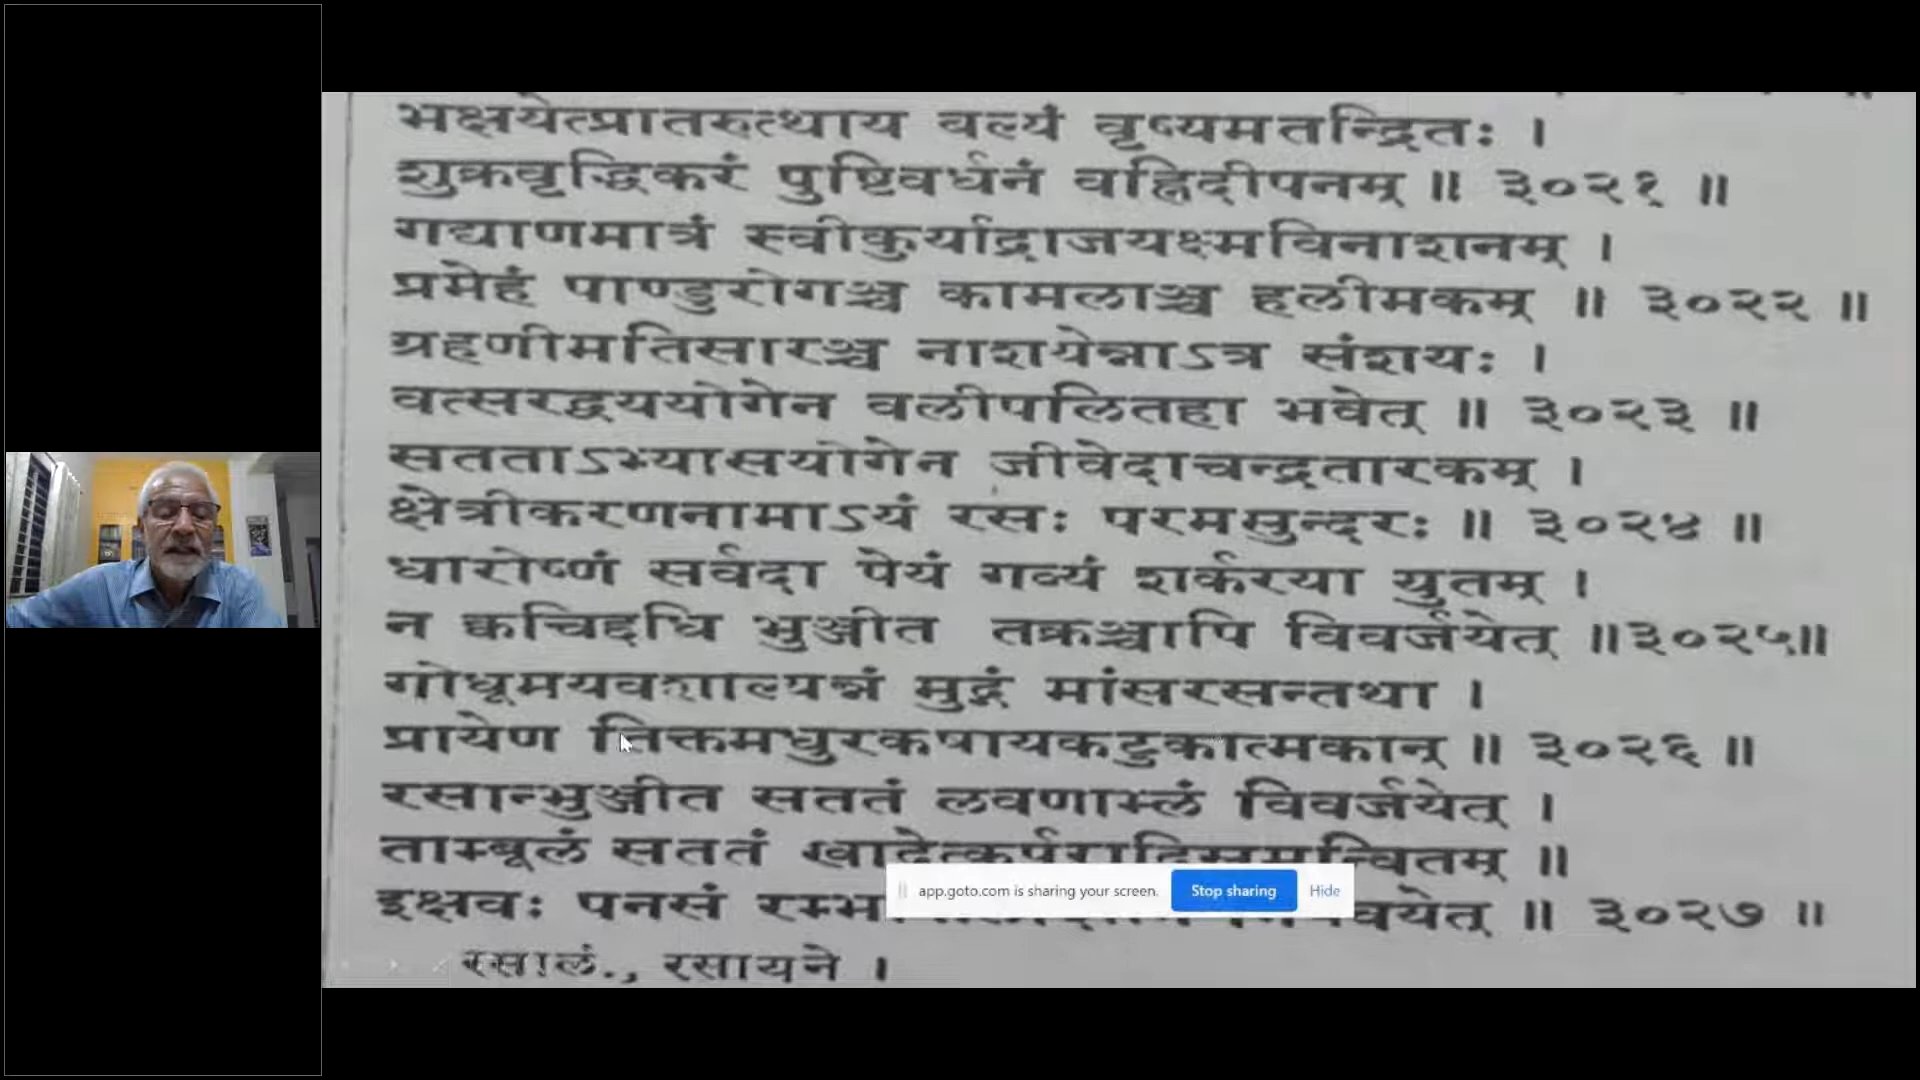 भक्षयेत्प्रातरुत्थाय बल्यं वृष्यमतन्द्रितः ।
शुक्रवृद्धिकरं पुष्टिवर्धनं वह्निदीपनम् ॥ ३०२१ ॥
गद्याणमात्रं स्वीकुर्याद्राजयक्ष्मविनाशनम् ।
प्रमेहं पाण्डुरोगञ्च कामलाञ्च हलीमकम् ॥ ३०२२ ॥
ग्रहणीमतिसारञ्च नाशयेन्नाऽत्र संशयः ।
वत्सरद्वययोगेन वलीपलितहा भवेत् ॥ ३०२३ ॥
सतताऽभ्यासयोगेन जीवेदाचन्द्रतारकम् ।
क्षेत्रीकरणनामाऽयं रसः परमसुन्दरः ॥ ३०२४ ॥
धारोष्णं सर्वदा पेयं गव्यं शर्करया युतम् ।
न क्वचिद्दधि भुञ्जीत तक्रञ्चापि विवर्जयेत् ॥३०२५॥
गोधूमयवशाल्यन्नं मुद्गं मांसरसन्तथा ।
प्रायेण तिक्तमधुरकषायकटुकात्मकान् ॥ ३०२६ ॥
रसान्भुञ्जीत सततं लवणाम्लं विवर्जयेत् ।
ताम्बूलं सततं खादेत्कर्पूरादिसमन्वितम् ॥
इक्षवः पनसं ॥ ३०२७ ॥
रसालं., रसायने ।
app.goto.com is sharing your screen. Stop sharing Hide